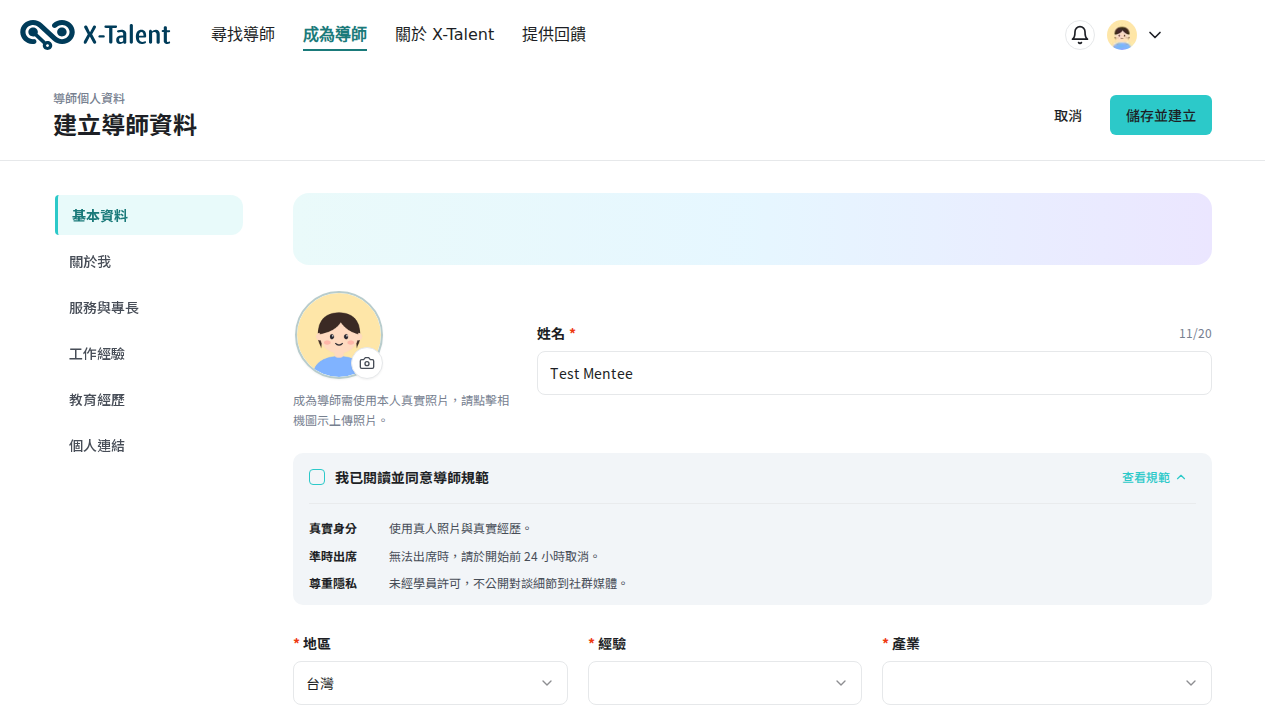 X-Talent
尋找導師
成為導師
關於 X-Talent
提供回饋
導師個人資料
建立導師資料
取消
儲存並建立
基本資料
關於我
服務與專長
工作經驗
教育經歷
個人連結
姓名 *
11/20
Test Mentee
成為導師需使用本人真實照片，請點擊相
機圖示上傳照片。
我已閱讀並同意導師規範
查看規範
真實身分
使用真人照片與真實經歷。
準時出席
無法出席時，請於開始前 24 小時取消。
尊重隱私
未經學員許可，不公開對談細節到社群媒體。
* 地區
* 經驗
* 產業
台灣